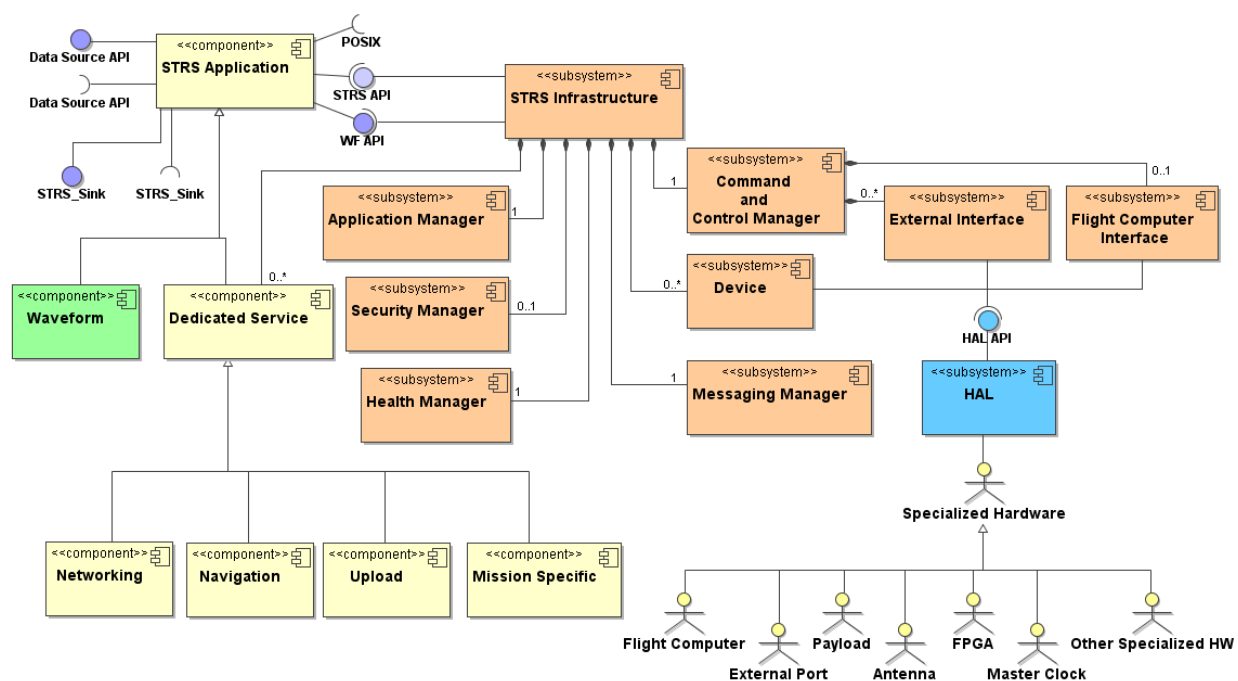 Data Source API
<<component>>
STRS Application
POSIX
Data Source API
STRS API
WF API
STRS_Sink
STRS_Sink
<<subsystem>>
STRS Infrastructure
<<subsystem>>
Command
and
Control Manager
1
0..1
0..*
<<subsystem>>
Application Manager
1
<<subsystem>>
External Interface
<<subsystem>>
Flight Computer
Interface
0..*
<<component>>
Waveform
<<component>>
Dedicated Service
<<subsystem>>
Security Manager
0..1
0..*
<<subsystem>>
Device
HAL API
<<subsystem>>
Health Manager
1
1
<<subsystem>>
Messaging Manager
<<subsystem>>
HAL
Specialized Hardware
<<component>>
Networking
<<component>>
Navigation
<<component>>
Upload
<<component>>
Mission Specific
Flight Computer
External Port
Payload
Antenna
FPGA
Master Clock
Other Specialized HW